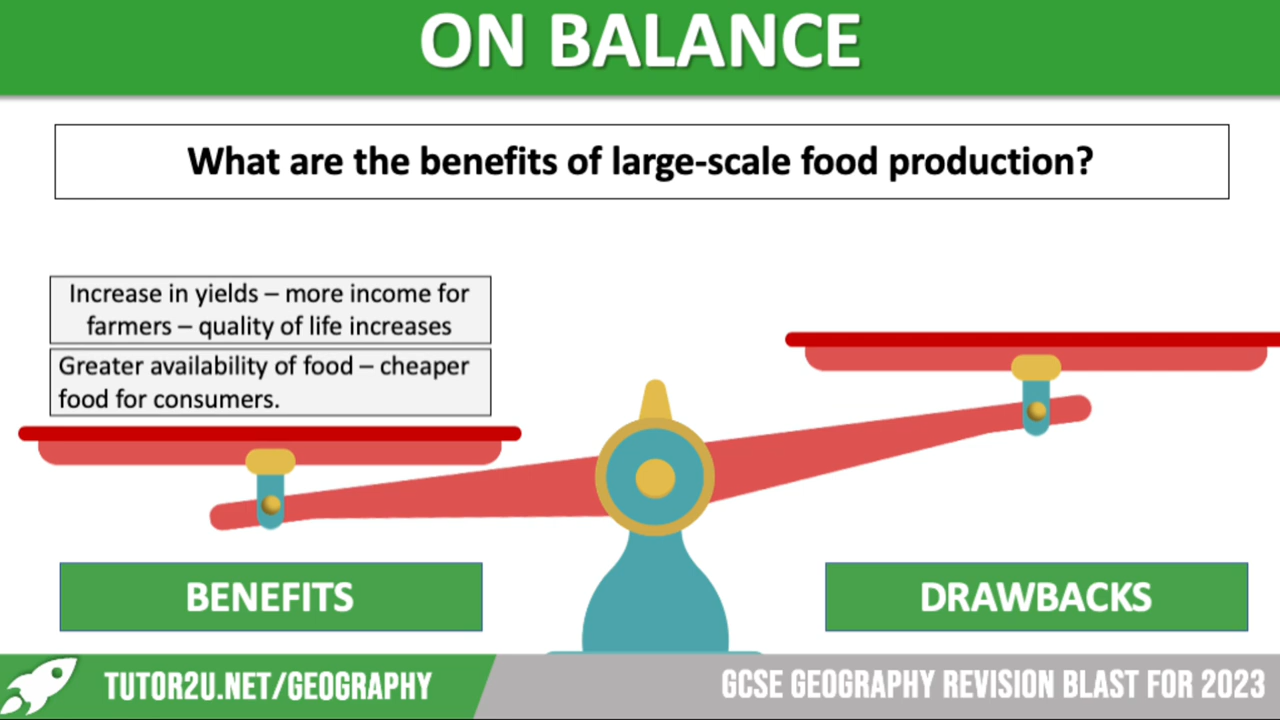 ON BALANCE
What are the benefits of large-scale food production?
Increase in yields – more income for
farmers – quality of life increases
Greater availability of food – cheaper
food for consumers.
BENEFITS
DRAWBACKS
TUTOR2U.NET/GEOGRAPHY
GCSE GEOGRAPHY REVISION BLAST FOR 2023